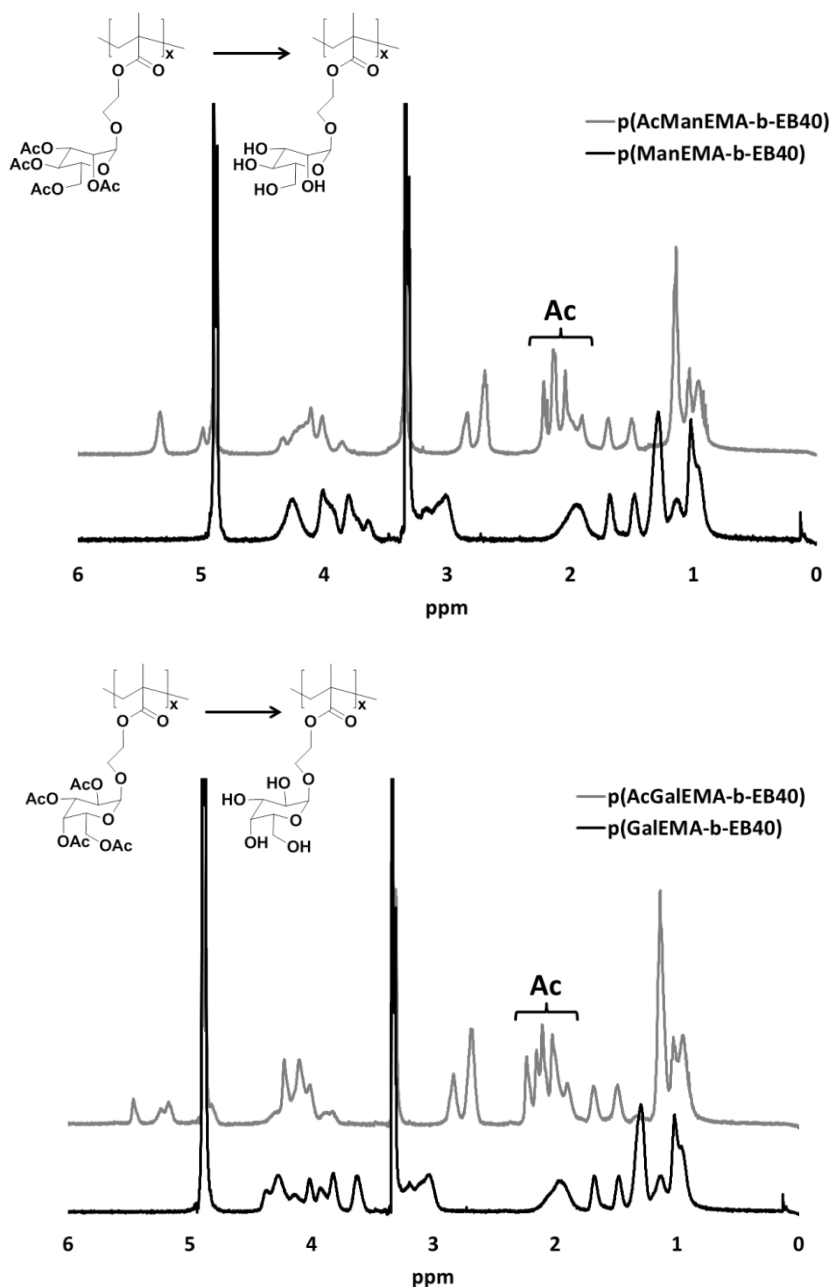 x
x
O
O
O
O
O
O
AcO
AcO
O
AcO
OAc
HO
HO
O
HO
OH
p(AcManEMA-b-EB40)
p(ManEMA-b-EB40)
Ac
6 5 4 3 2 1 0
ppm
x
x
O
O
O
O
O
O
AcO
AcO
O
OAc
OAc
HO
HO
O
OH
HO
p(AcGalEMA-b-EB40)
p(GalEMA-b-EB40)
Ac
6 5 4 3 2 1 0
ppm